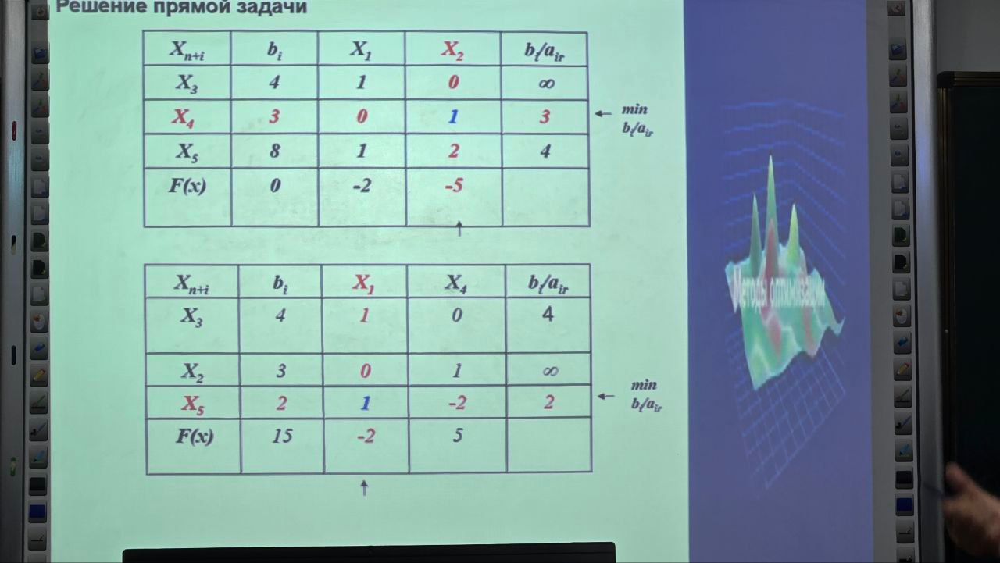 Решение прямой задачи
X_{n+i} b_i X_1 X_2 b_i/a_{ir}
X_3 4 1 0 ∞
X_4 3 0 1 3 ← min b_i/a_{ir}
X_5 8 1 2 4
F(x) 0 -2 -5
↑
X_{n+i} b_i X_1 X_4 b_i/a_{ir}
X_3 4 1 0 4
X_2 3 0 1 ∞
X_5 2 1 -2 2 ← min b_i/a_{ir}
F(x) 15 -2 5
↑
Методы оптимизации